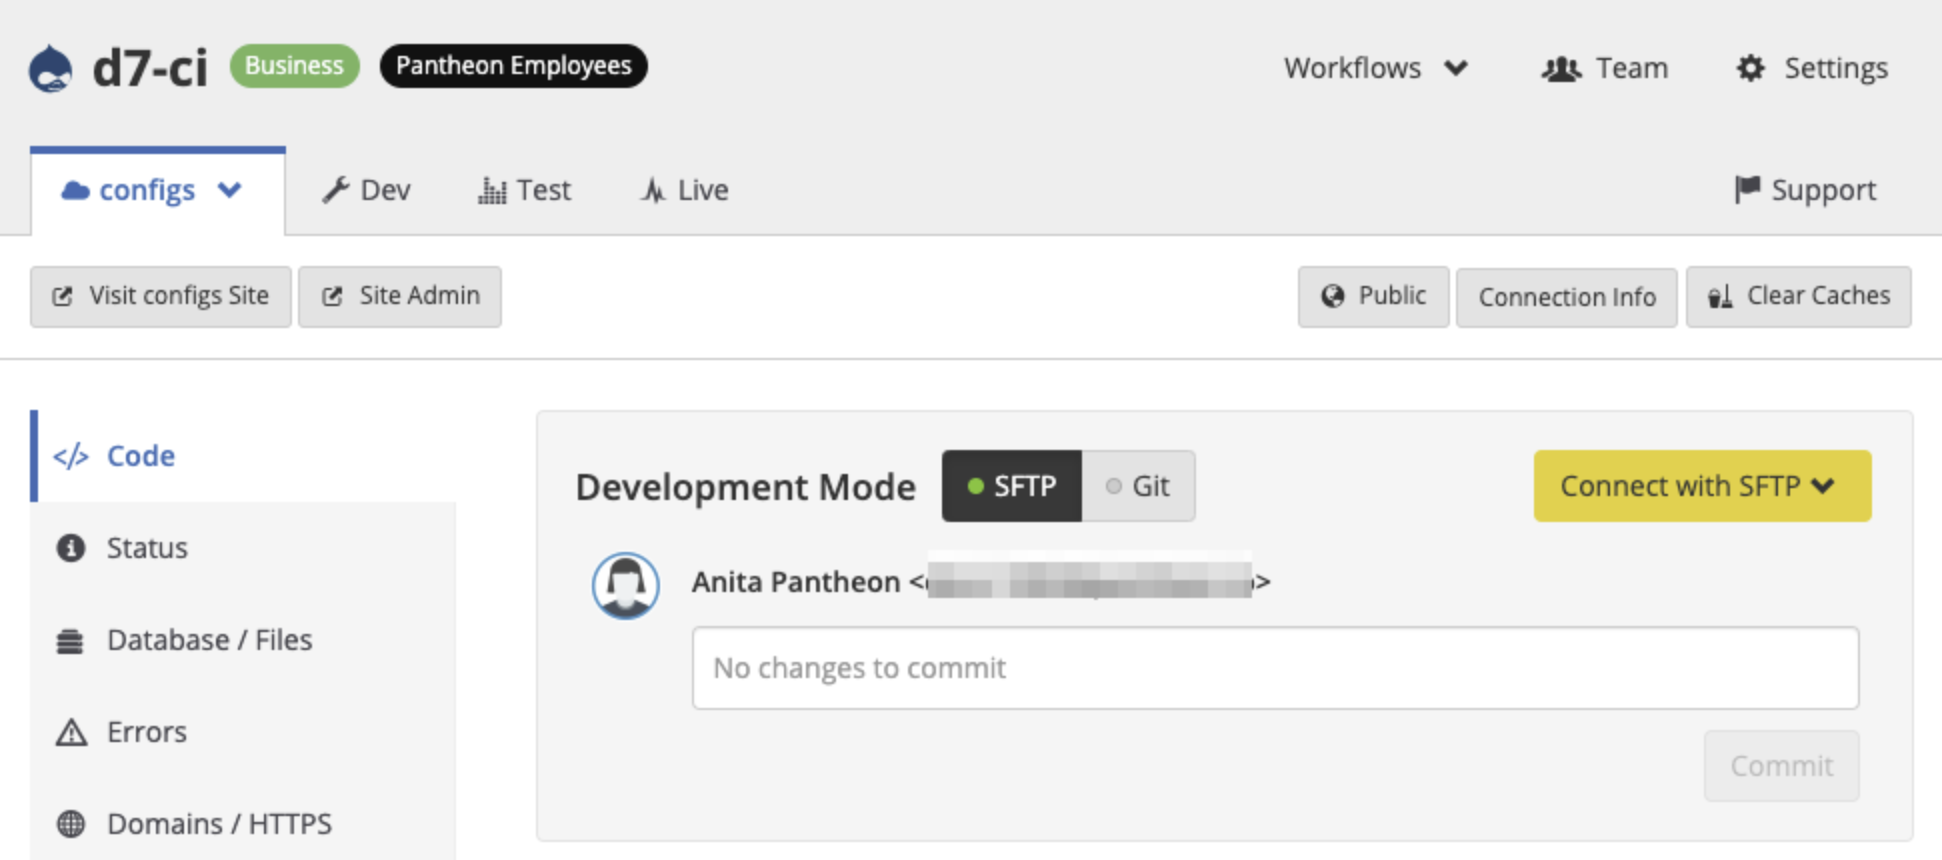 d7-ci Business Pantheon Employees Workflows Team Settings
configs Dev Test Live Support
Visit configs Site Site Admin Public Connection Info Clear Caches
</> Code
Status
Database / Files
Errors
Domains / HTTPS
Development Mode SFTP Git Connect with SFTP
Anita Pantheon < >
No changes to commit
Commit